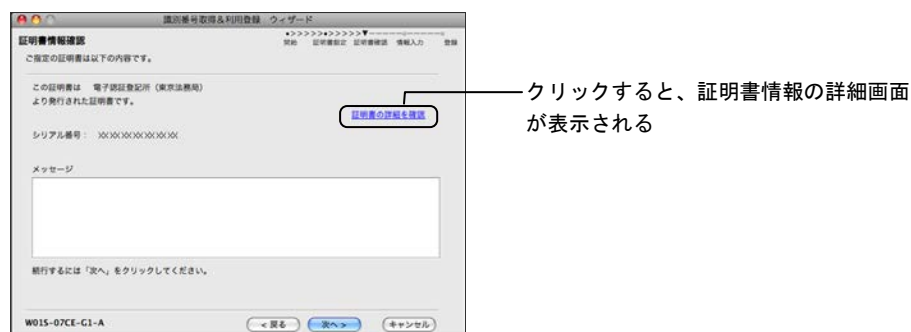 識別番号取得&利用登録 ウィザード
証明書情報確認
開始 証明書指定 証明書確認 情報入力 登録
ご指定の証明書は以下の内容です。
この証明書は 電子認証登記所（東京法務局）
より発行された証明書です。
証明書の詳細を確認
シリアル番号：
メッセージ
続行するには「次へ」をクリックしてください。
W01S-07CE-G1-A
< 戻る 次へ > キャンセル
クリックすると、証明書情報の詳細画面
が表示される